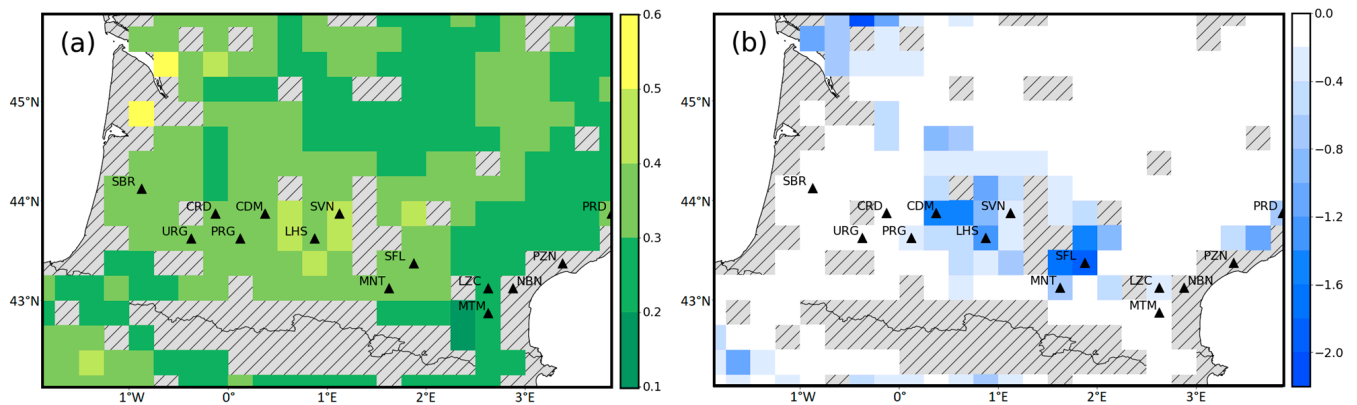 (a)
45°N
44°N
43°N
1°W
0°
1°E
2°E
3°E
SBR
CRD
CDM
SVN
PRD
URG
PRG
LHS
SFL
PZN
MNT
LZC
NBN
MTM
0.6
0.5
0.4
0.3
0.2
0.1
(b)
45°N
44°N
43°N
1°W
0°
1°E
2°E
3°E
SBR
CRD
CDM
SVN
PRD
URG
PRG
LHS
SFL
PZN
MNT
LZC
NBN
MTM
0.0
−0.4
−0.8
−1.2
−1.6
−2.0